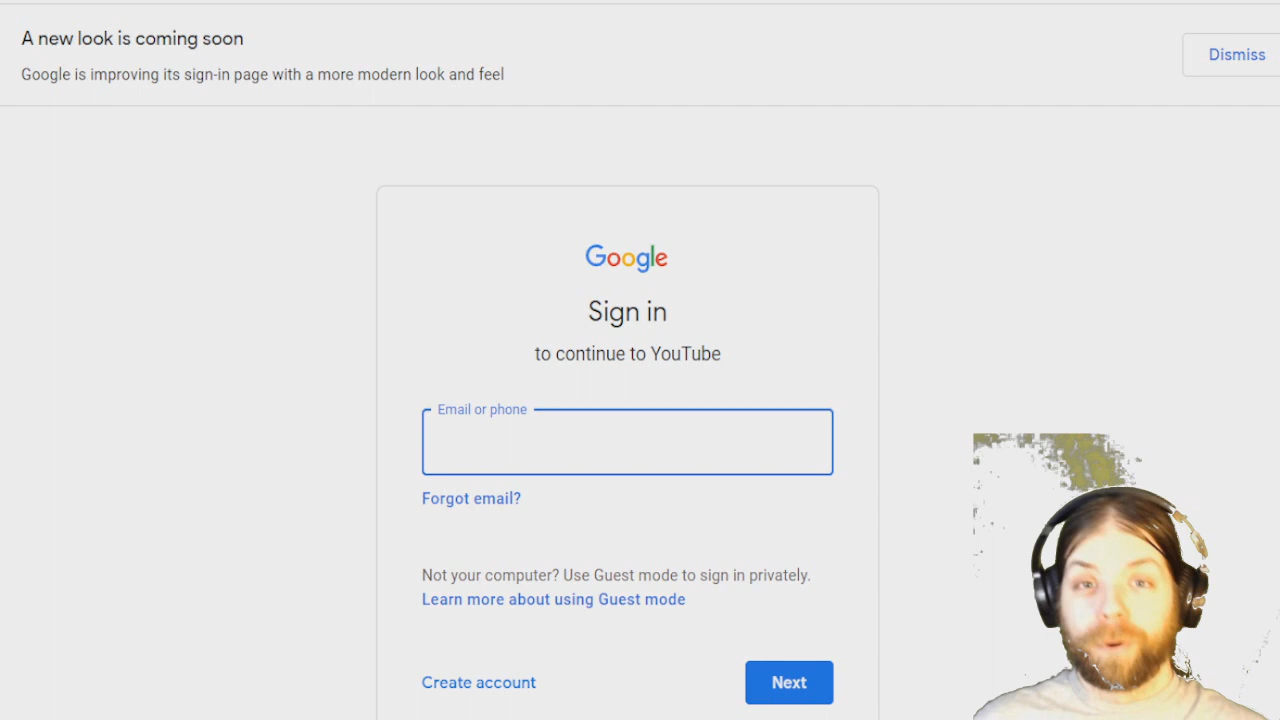 A new look is coming soon
Google is improving its sign-in page with a more modern look and feel
Dismiss
Google
Sign in
to continue to YouTube
Email or phone
Forgot email?
Not your computer? Use Guest mode to sign in privately.
Learn more about using Guest mode
Create account
Next